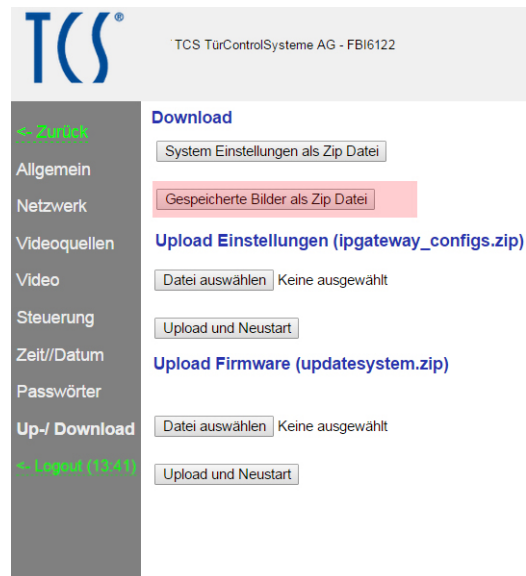 TCS®
TCS TürControlSysteme AG - FBI6122
<- Zurück
Allgemein
Netzwerk
Videoquellen
Video
Steuerung
Zeit//Datum
Passwörter
Up-/ Download
<- Logout (13:41)
Download
System Einstellungen als Zip Datei
Gespeicherte Bilder als Zip Datei
Upload Einstellungen (ipgateway_configs.zip)
Datei auswählen Keine ausgewählt
Upload und Neustart
Upload Firmware (updatesystem.zip)
Datei auswählen Keine ausgewählt
Upload und Neustart